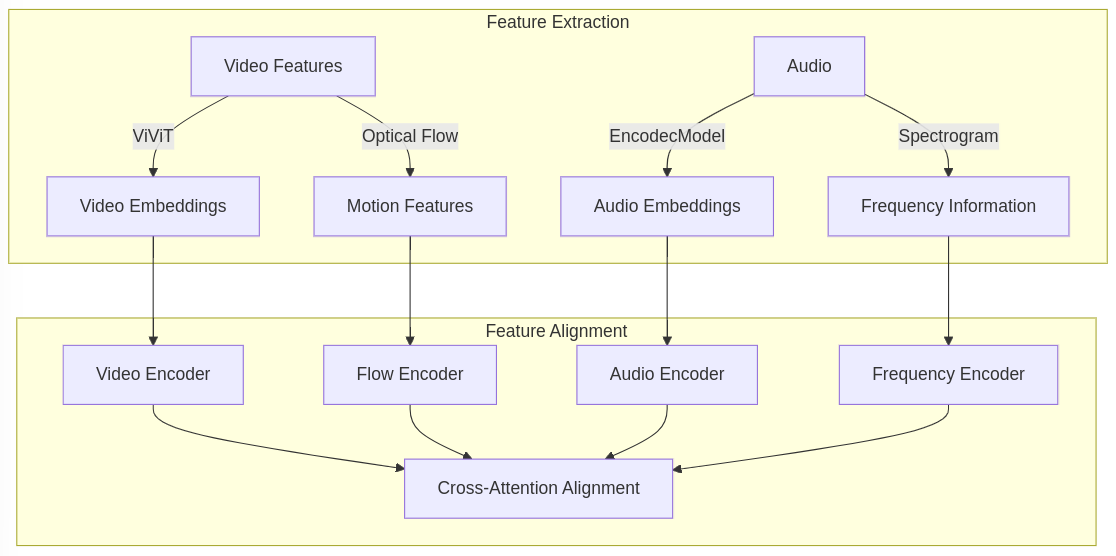 Feature Extraction
Video Features
Audio
ViViT
Optical Flow
EncodecModel
Spectrogram
Video Embeddings
Motion Features
Audio Embeddings
Frequency Information
Feature Alignment
Video Encoder
Flow Encoder
Audio Encoder
Frequency Encoder
Cross-Attention Alignment